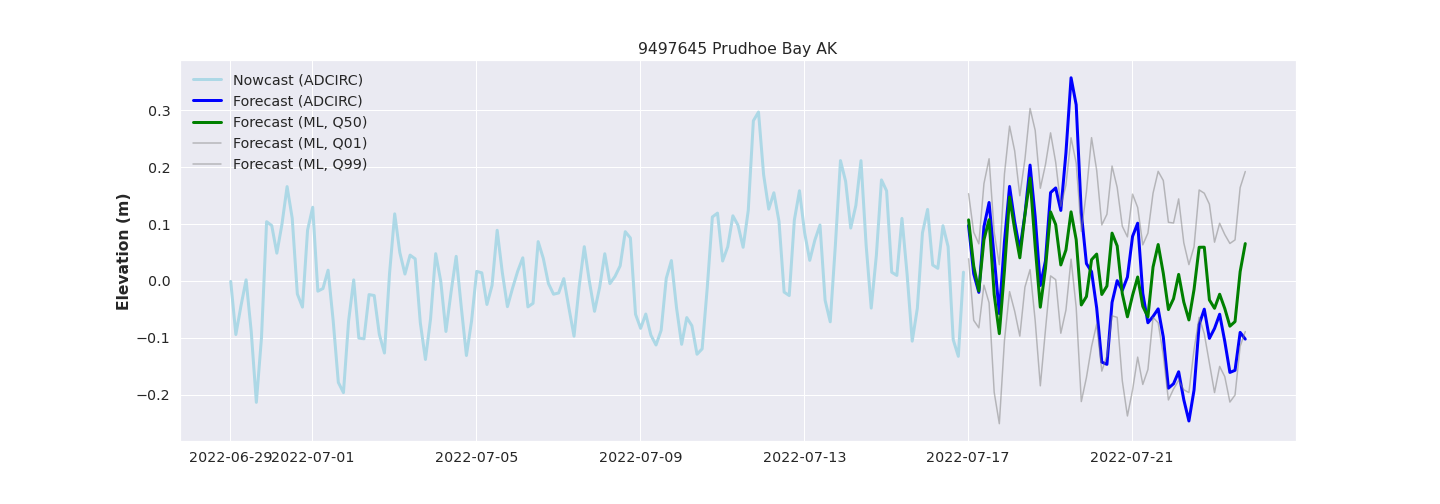 9497645 Prudhoe Bay AK
Nowcast (ADCIRC)
Forecast (ADCIRC)
Forecast (ML, Q50)
Forecast (ML, Q01)
Forecast (ML, Q99)
Elevation (m)
0.3
0.2
0.1
0.0
−0.1
−0.2
2022-06-29 2022-07-01 2022-07-05 2022-07-09 2022-07-13 2022-07-17 2022-07-21